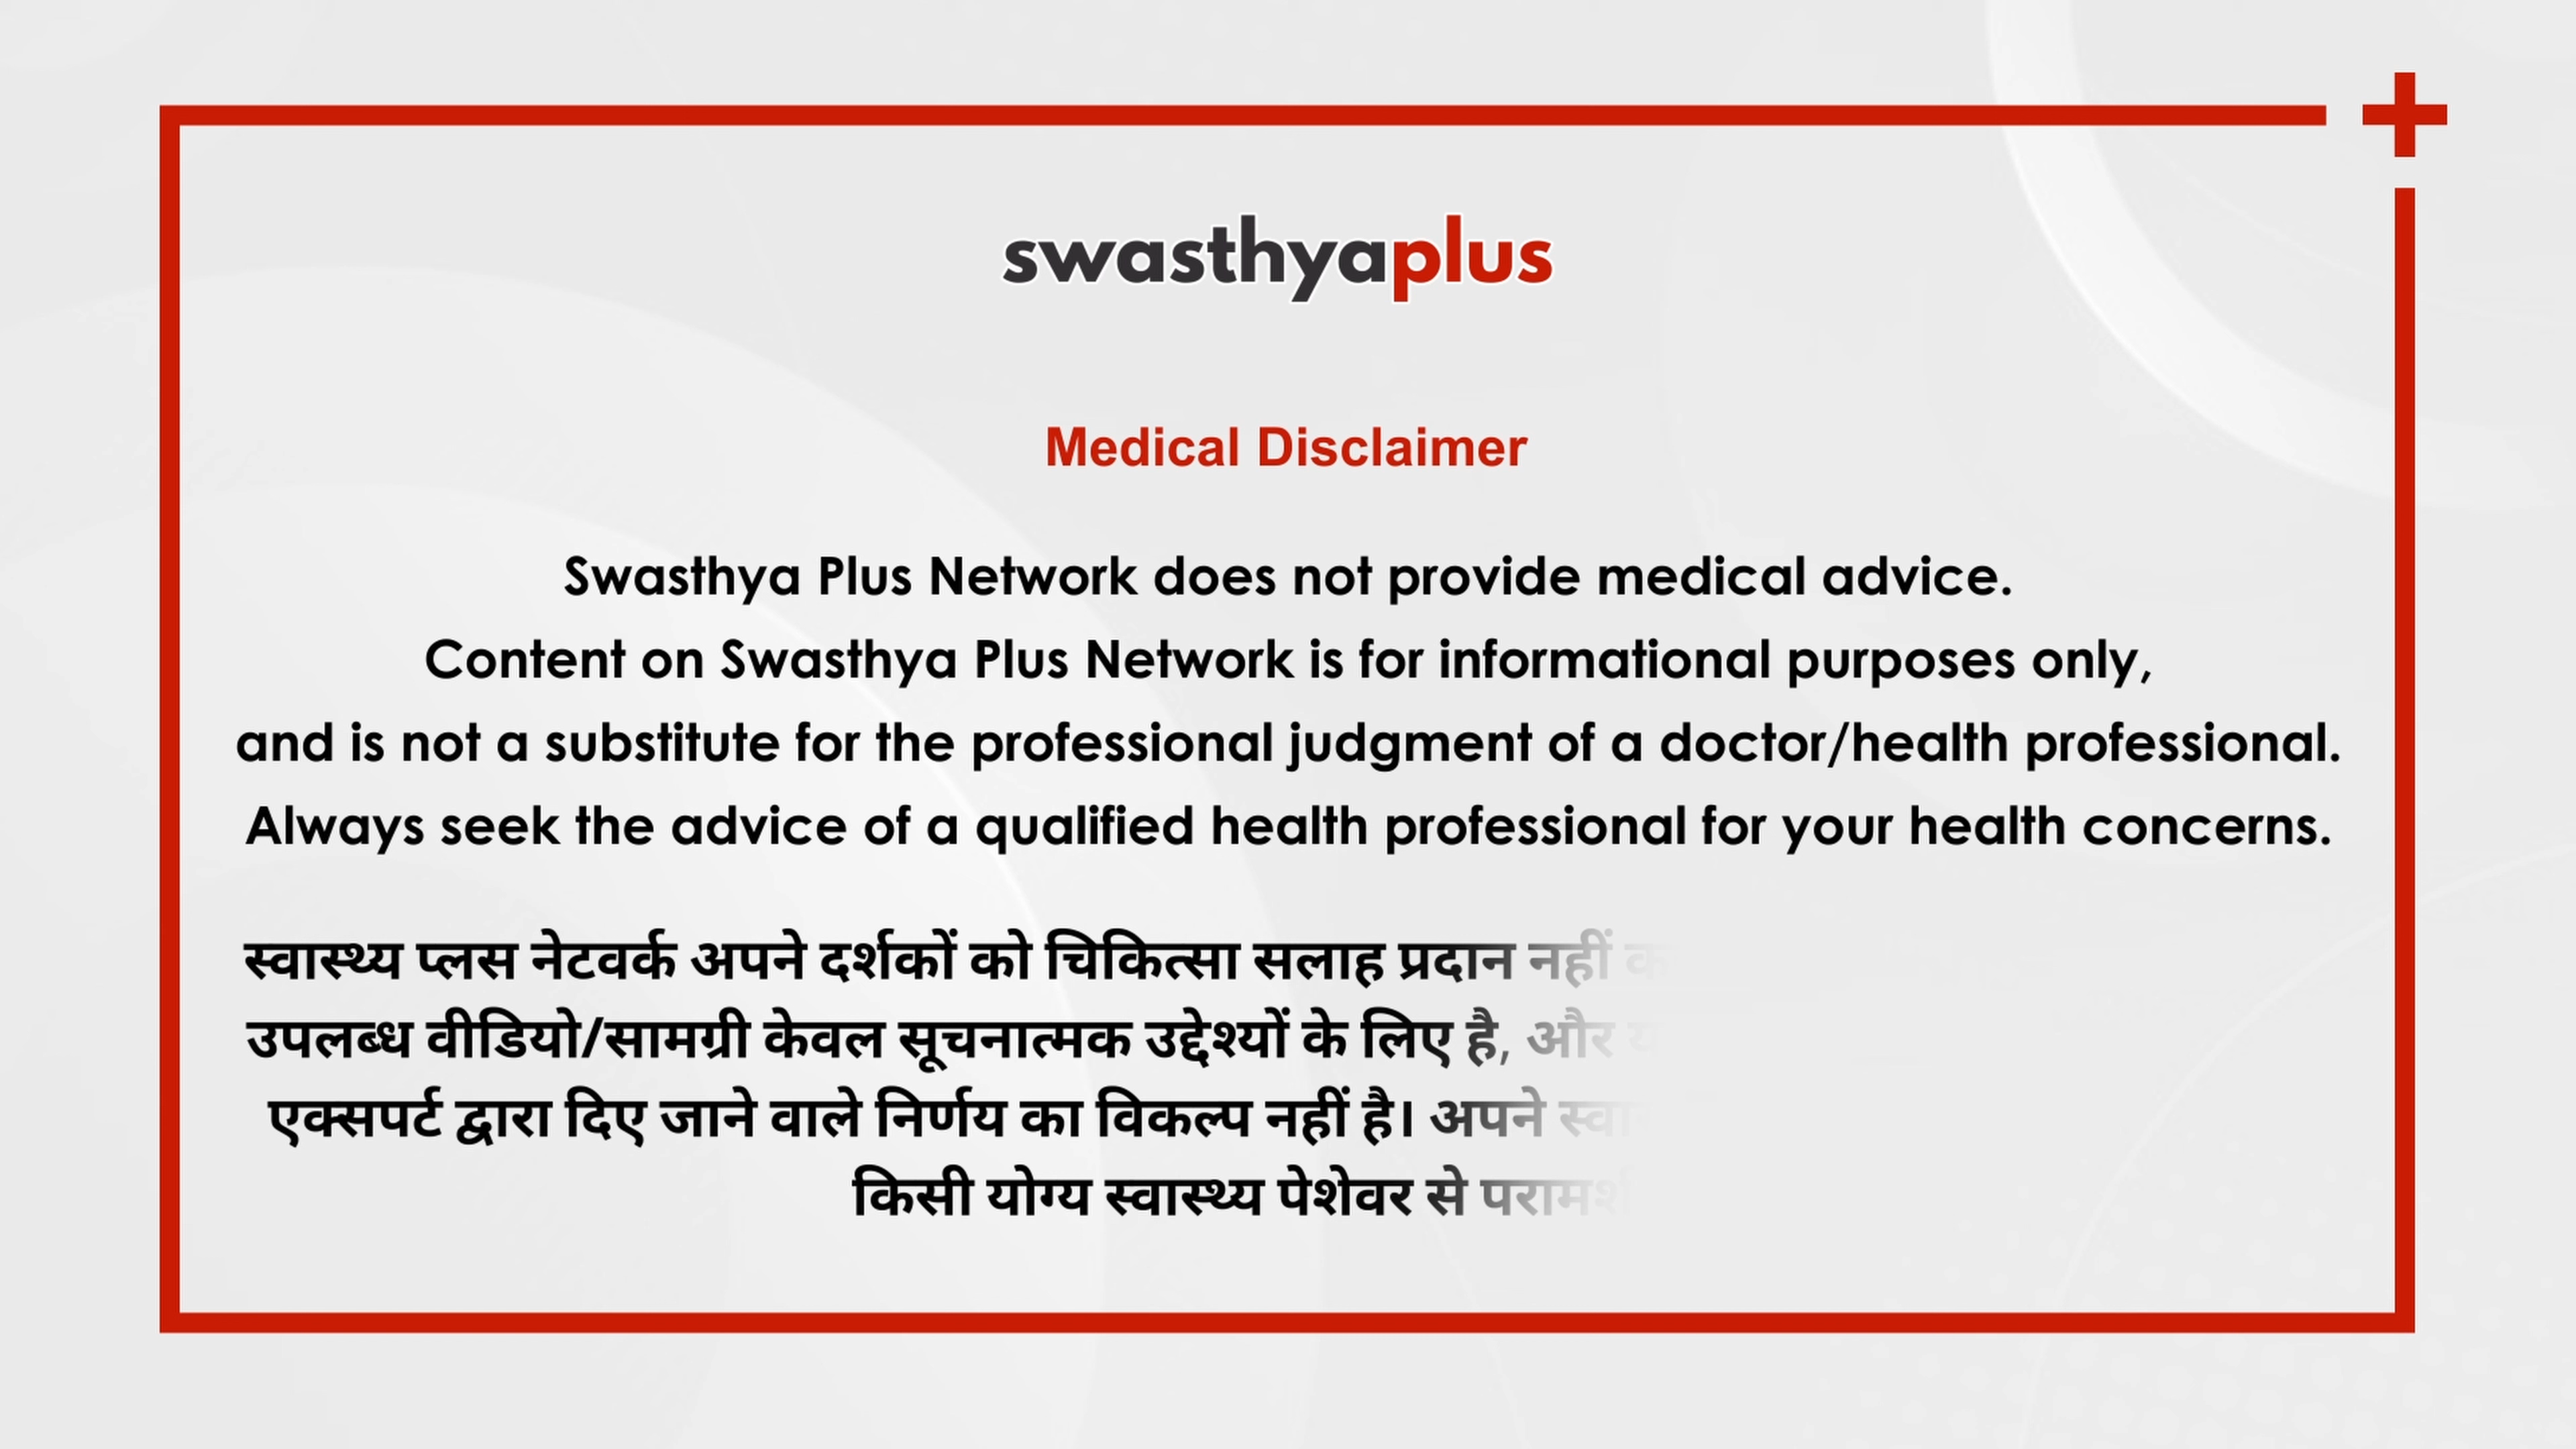 swasthyaplus
Medical Disclaimer
Swasthya Plus Network does not provide medical advice.
Content on Swasthya Plus Network is for informational purposes only,
and is not a substitute for the professional judgment of a doctor/health professional.
Always seek the advice of a qualified health professional for your health concerns.
स्वास्थ्य प्लस नेटवर्क अपने दर्शकों को चिकित्सा सलाह प्रदान नहीं
उपलब्ध वीडियो/सामग्री केवल सूचनात्मक उद्देश्यों के लिए है, और
एक्सपर्ट द्वारा दिए जाने वाले निर्णय का विकल्प नहीं है। अपने
किसी योग्य स्वास्थ्य पेशेवर से परामर्श